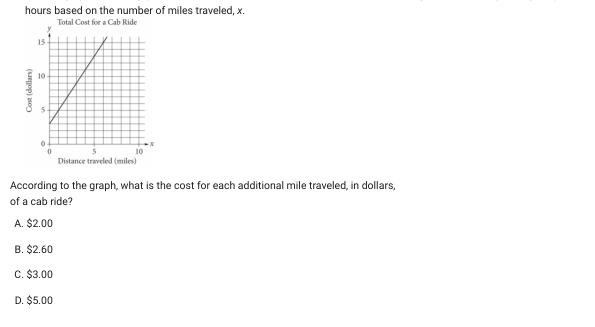 hours based on the number of miles traveled, x.
Total Cost for a Cab Ride
y
15
10
5
0
Cost (dollars)
0 5 10
x
Distance traveled (miles)
According to the graph, what is the cost for each additional mile traveled, in dollars,
of a cab ride?
A. $2.00
B. $2.60
C. $3.00
D. $5.00